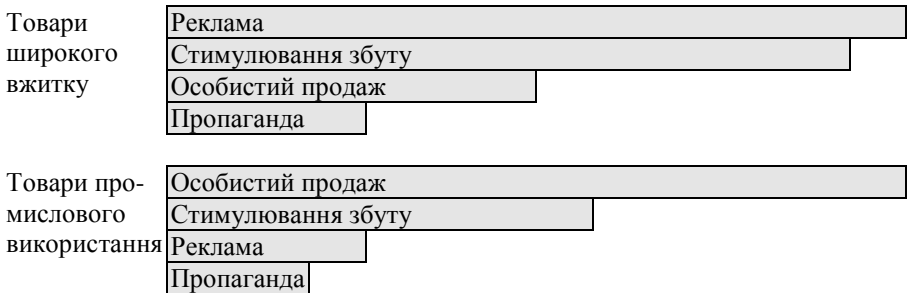 Товари
широкого
вжитку
Реклама
Стимулювання збуту
Особистий продаж
Пропаганда
Товари про-
мислового
використання
Особистий продаж
Стимулювання збуту
Реклама
Пропаганда